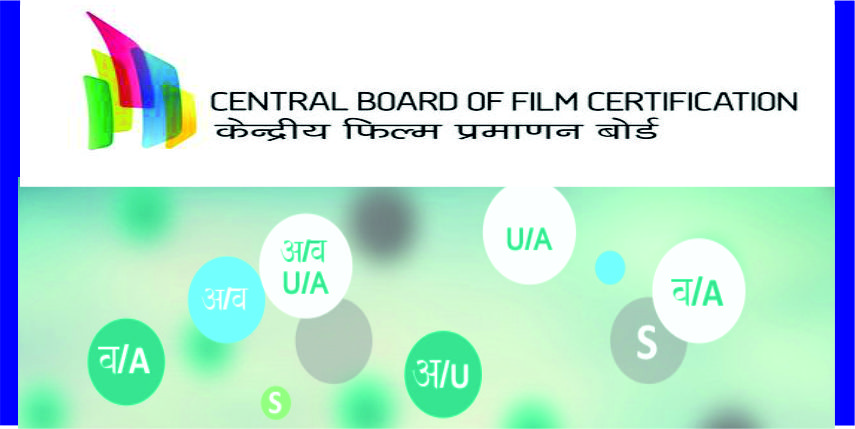 CENTRAL BOARD OF FILM CERTIFICATION
केन्द्रीय फिल्म प्रमाणन बोर्ड
अ/व
U/A
U/A
अ/व
व/A
व/A
S
अ/U
S